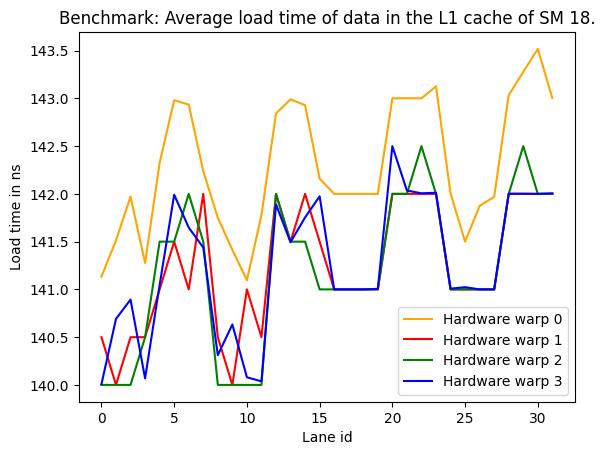 Benchmark: Average load time of data in the L1 cache of SM 18.
Load time in ns
143.5
143.0
142.5
142.0
141.5
141.0
140.5
140.0
Hardware warp 0
Hardware warp 1
Hardware warp 2
Hardware warp 3
0 5 10 15 20 25 30
Lane id